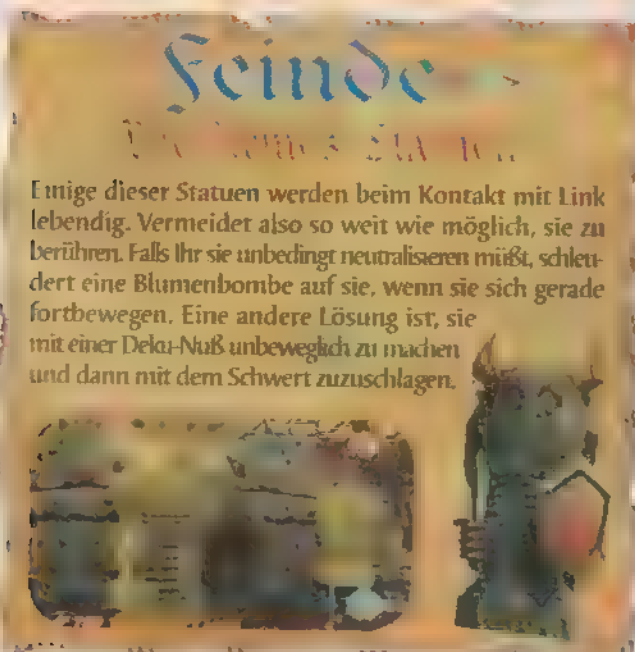 Feinde
Einige dieser Statuen werden beim Kontakt mit Link
lebendig. Vermeidet also so weit wie möglich, sie zu
berühren. Falls Ihr sie unbedingt neutralisieren müßt, schleu-
dert eine Blumenbombe auf sie, wenn sie sich gerade
fortbewegen. Eine andere Lösung ist, sie
mit einer Deku-Nuß unbeweglich zu machen
und dann mit dem Schwert zuzuschlagen.